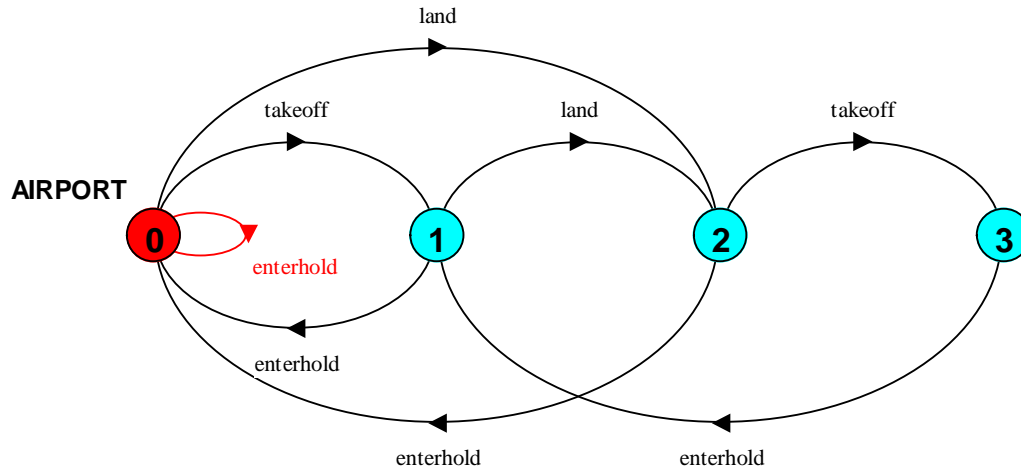 land
takeoff
land
takeoff
AIRPORT
0
1
2
3
enterhold
enterhold
enterhold
enterhold